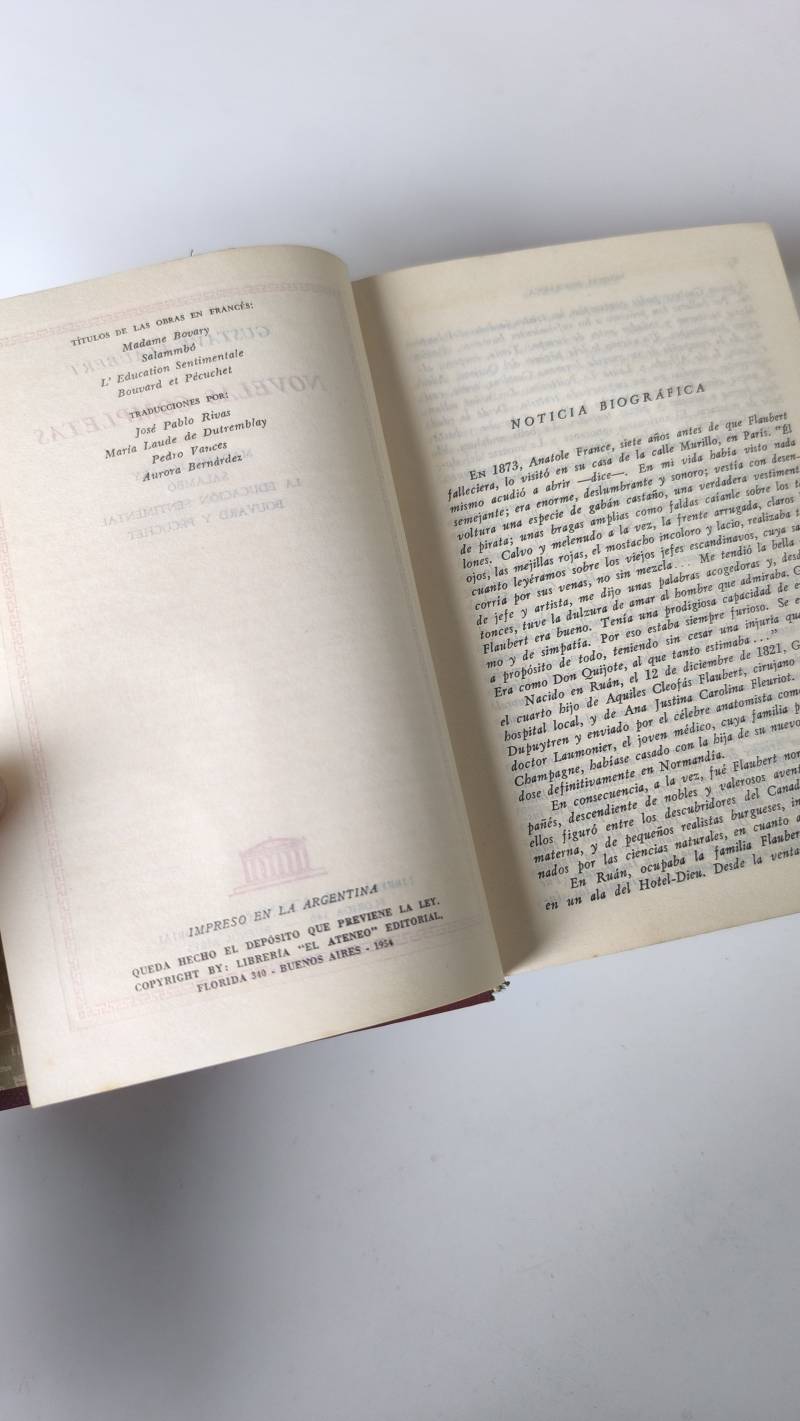 TÍTULOS DE LAS OBRAS EN FRANCÉS:
Madame Bovary
Salammbó
L' Education Sentimentale
Bouvard et Pécuchet
TRADUCCIONES POR:
José Pablo Rivas
María Laude de Dutremblay
Pedro Vances
Aurora Bernárdez
IMPRESO EN LA ARGENTINA
QUEDA HECHO EL DEPÓSITO QUE PREVIENE LA LEY.
COPYRIGHT BY: LIBRERÍA "EL ATENEO" EDITORIAL,
FLORIDA 340 - BUENOS AIRES - 1954
NOTICIA BIOGRÁFICA
EN 1873, Anatole France, siete años antes de que Flaubert
falleciera, lo visitó en su casa de la calle Murillo, en París. "Él
mismo acudió a abrir —dice—. En mi vida había visto nada
semejante; era enorme, deslumbrante y sonoro; vestía con desen-
voltura una especie de gabán castaño, una verdadera vestiment
de pirata; unas bragas amplias como faldas caíanle sobre los ta
lones. Calvo y melenudo a la vez, la frente arrugada, claros
ojos, las mejillas rojas, el mostacho incoloro y lacio, realizaba t
cuanto leyéramos sobre los viejos jefes escandinavos, cuya sa
corría por sus venas, no sin mezcla... Me tendió la bella
de jefe y artista, me dijo unas palabras acogedoras y, desd
tonces, tuve la dulzura de amar al hombre que admiraba. G
Flaubert era bueno. Tenía una prodigiosa capacidad de e
mo y de simpatía. Por eso estaba siempre furioso. Se e
a propósito de todo, teniendo sin cesar una injuria qu
Era como Don Quijote, al que tanto estimaba..."
Nacido en Ruán, el 12 de diciembre de 1821, G
el cuarto hijo de Aquiles Cleofás Flaubert, cirujano
hospital local, y de Ana Justina Carolina Fleuriot.
Dupuytren y enviado por el célebre anatomista como
doctor Laumonier, el joven médico, cuya familia p
Champagne, habíase casado con la hija de su nuevo
dose definitivamente en Normandía.
En consecuencia, a la vez, fué Flaubert nor
pañés, descendiente de nobles y valerosos avent
ellos figuró entre los descubridores del Canad
materna, y de pequeños realistas burgueses, in
nados por las ciencias naturales, en cuanto a
En Ruán, ocupaba la familia Flauber
en un ala del Hotel-Dieu. Desde la venta